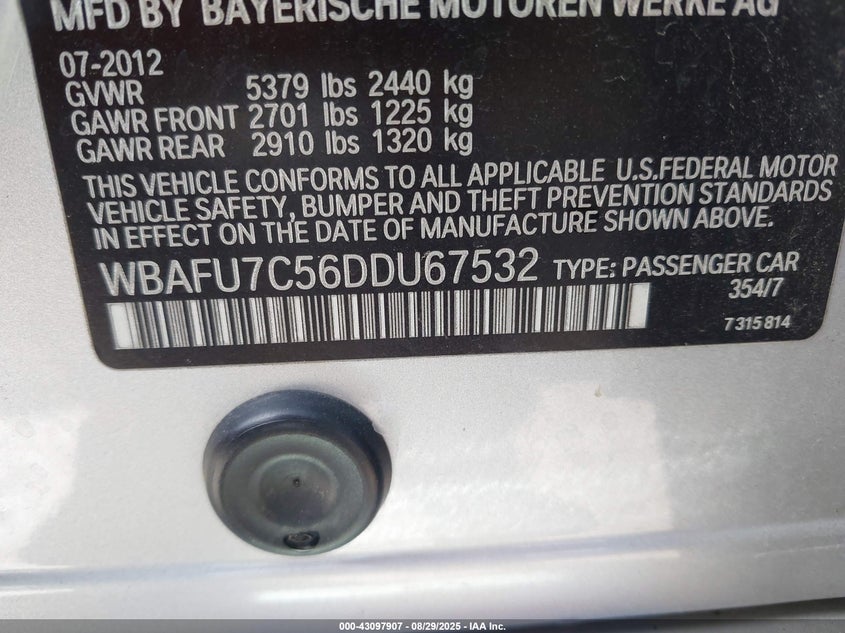 MFD BY BAYERISCHE MOTOREN WERKE AG
07-2012
GVWR 5379 lbs 2440 kg
GAWR FRONT 2701 lbs 1225 kg
GAWR REAR 2910 lbs 1320 kg
THIS VEHICLE CONFORMS TO ALL APPLICABLE U.S.FEDERAL MOTOR
VEHICLE SAFETY, BUMPER AND THEFT PREVENTION STANDARDS
IN EFFECT ON THE DATE OF MANUFACTURE SHOWN ABOVE.
WBAFU7C56DDU67532 TYPE: PASSENGER CAR
354/7
7315814
000-43097907 - 08/29/2025 - IAA Inc.